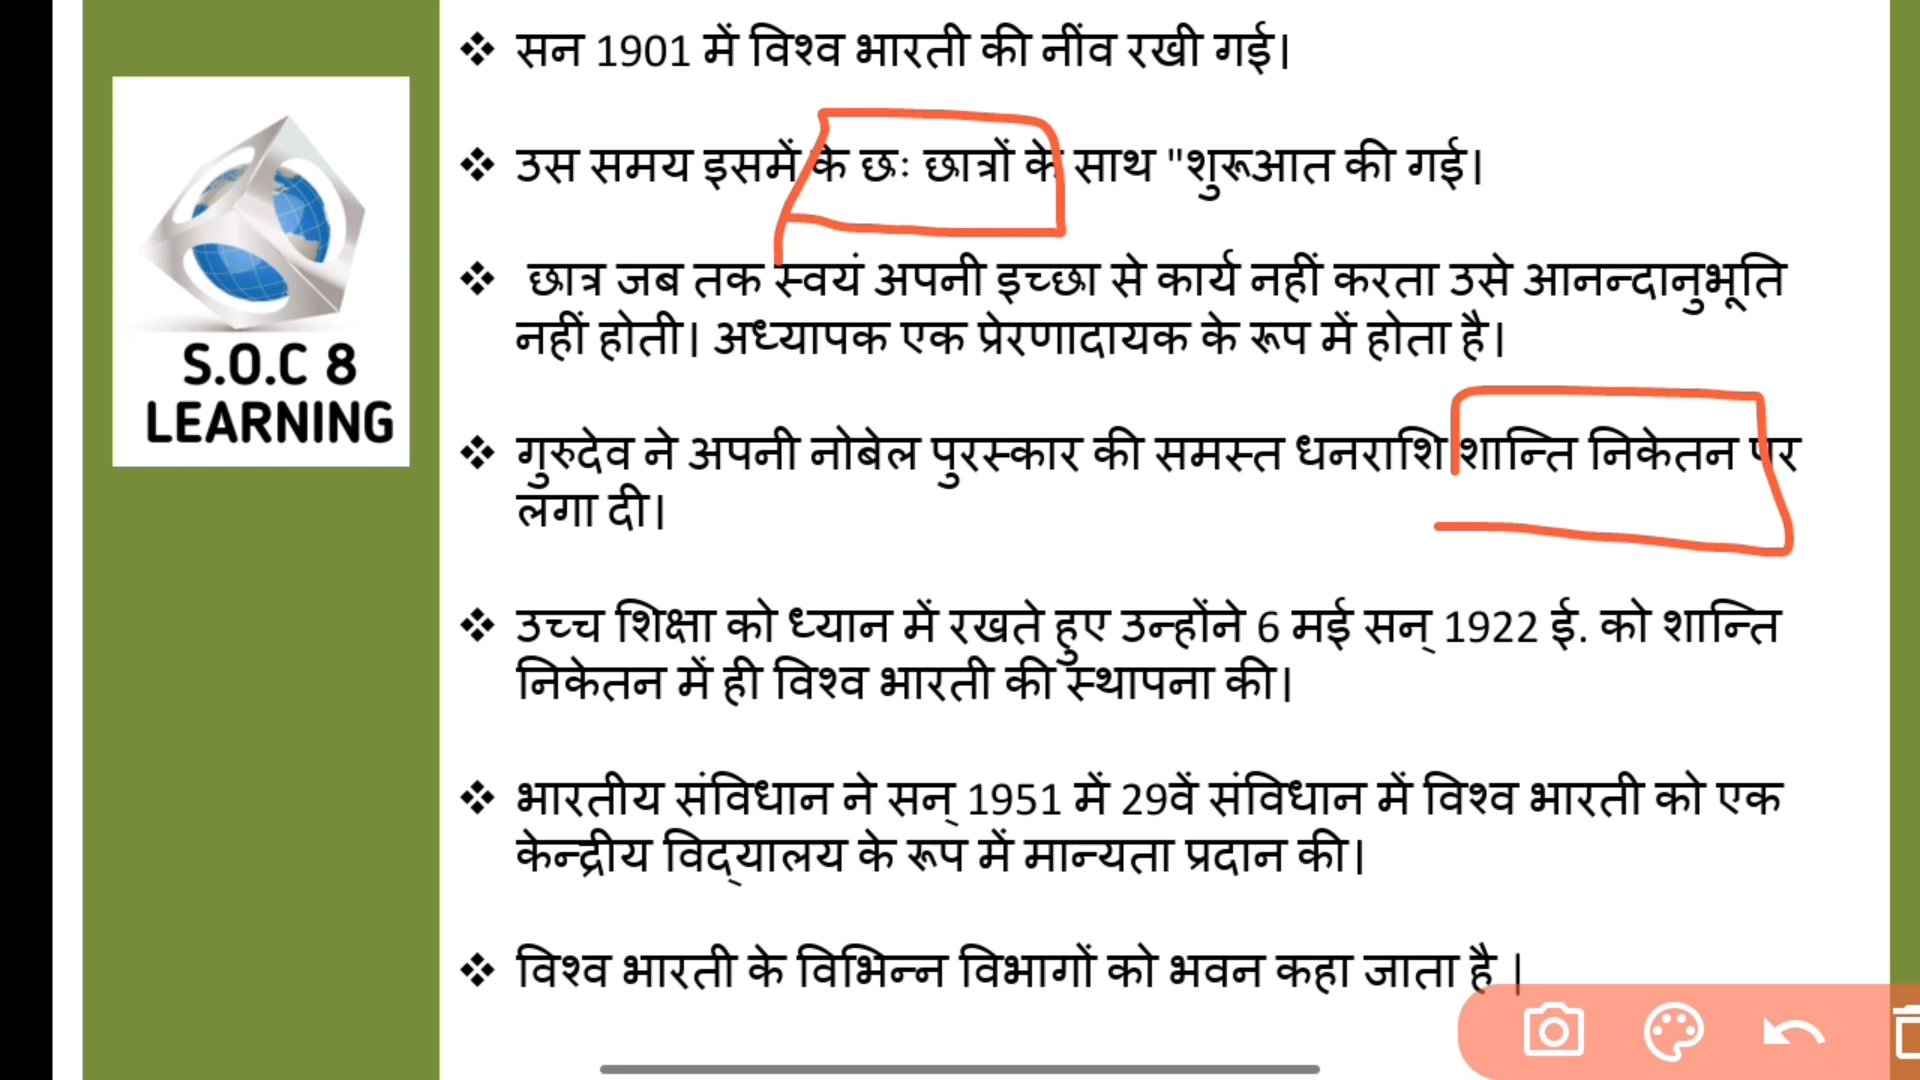 सन 1901 में विश्व भारती की नींव रखी गई।
उस समय इसमें के छः छात्रों के साथ "शुरूआत की गई।
छात्र जब तक स्वयं अपनी इच्छा से कार्य नहीं करता उसे आनन्दानुभूति
नहीं होती। अध्यापक एक प्रेरणादायक के रूप में होता है।
गुरुदेव ने अपनी नोबेल पुरस्कार की समस्त धनराशि शान्ति निकेतन पर
लगा दी।
उच्च शिक्षा को ध्यान में रखते हुए उन्होंने 6 मई सन् 1922 ई. को शान्ति
निकेतन में ही विश्व भारती की स्थापना की।
भारतीय संविधान ने सन् 1951 में 29वें संविधान में विश्व भारती को एक
केन्द्रीय विद्यालय के रूप में मान्यता प्रदान की।
विश्व भारती के विभिन्न विभागों को भवन कहा जाता है |
S.O.C 8
LEARNING